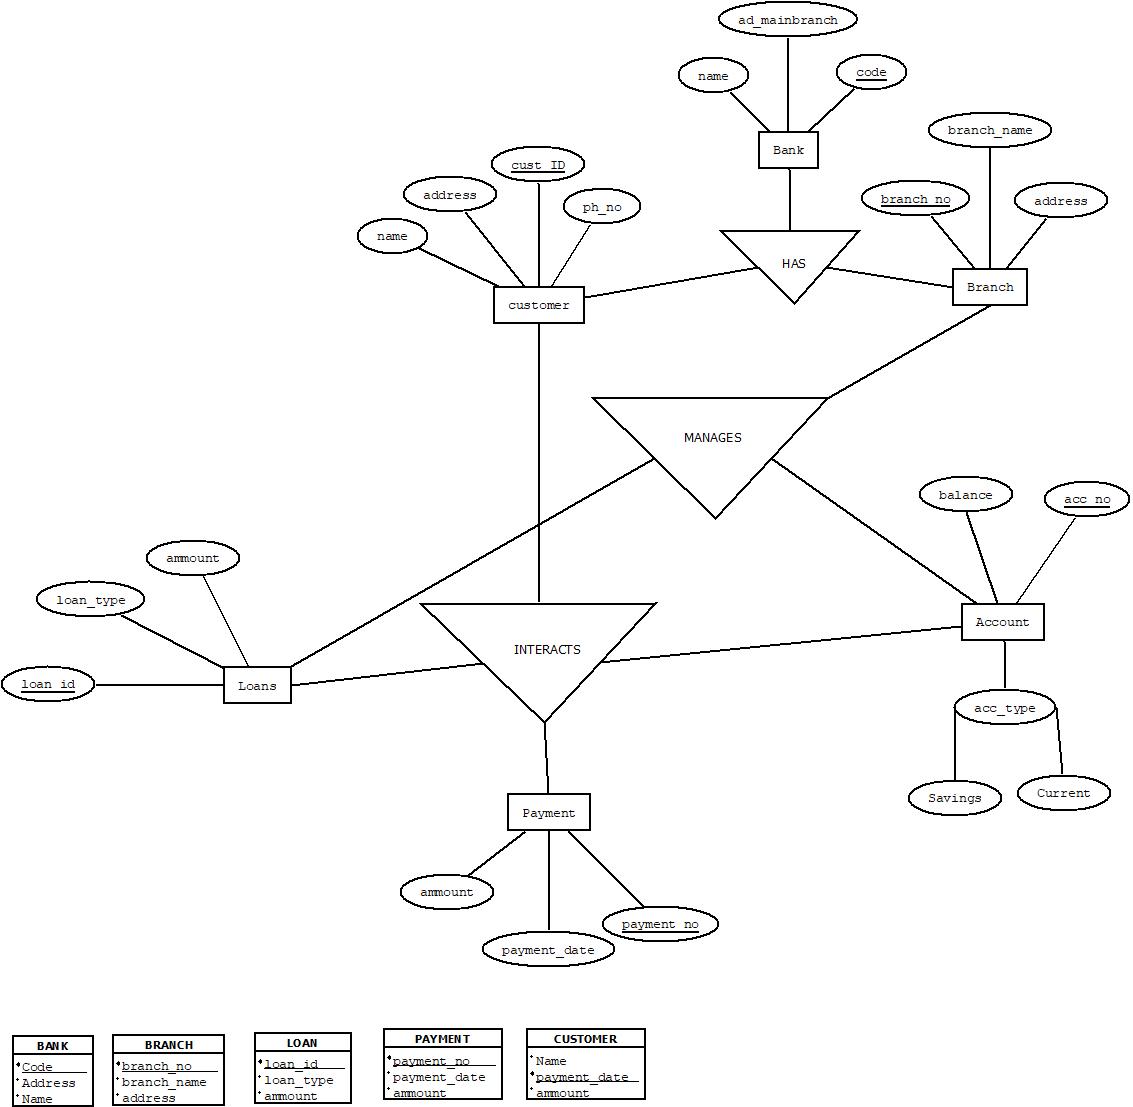 ad_mainbranch
name
code
Bank
branch_name
branch_no
address
cust_ID
address
ph_no
name
HAS
Branch
customer
MANAGES
balance
acc_no
ammount
loan_type
loan_id
Loans
INTERACTS
Account
acc_type
Savings
Current
Payment
ammount
payment_no
payment_date
BANK
Code
Address
Name
BRANCH
branch_no
branch_name
address
LOAN
loan_id
loan_type
ammount
PAYMENT
payment_no
payment_date
ammount
CUSTOMER
Name
payment_date
ammount